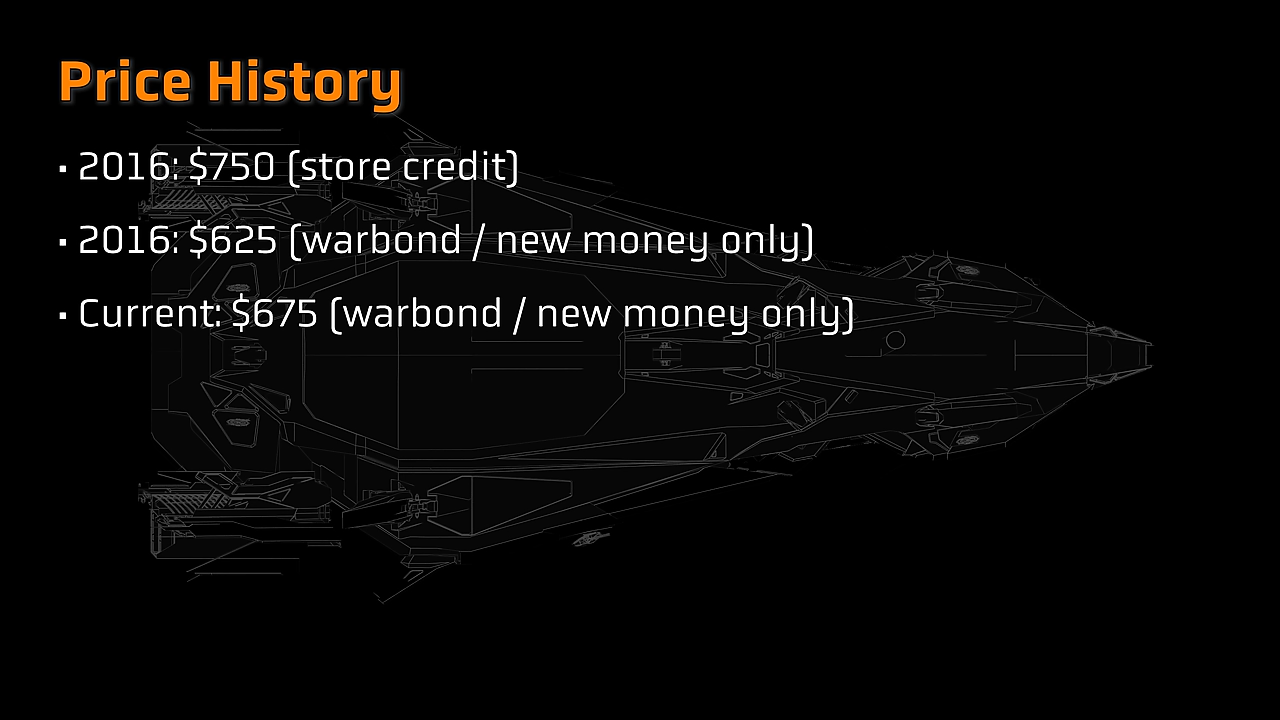 Price History
▪ 2016: $750 (store credit)
▪ 2016: $625 (warbond / new money only)
▪ Current: $675 (warbond / new money only)